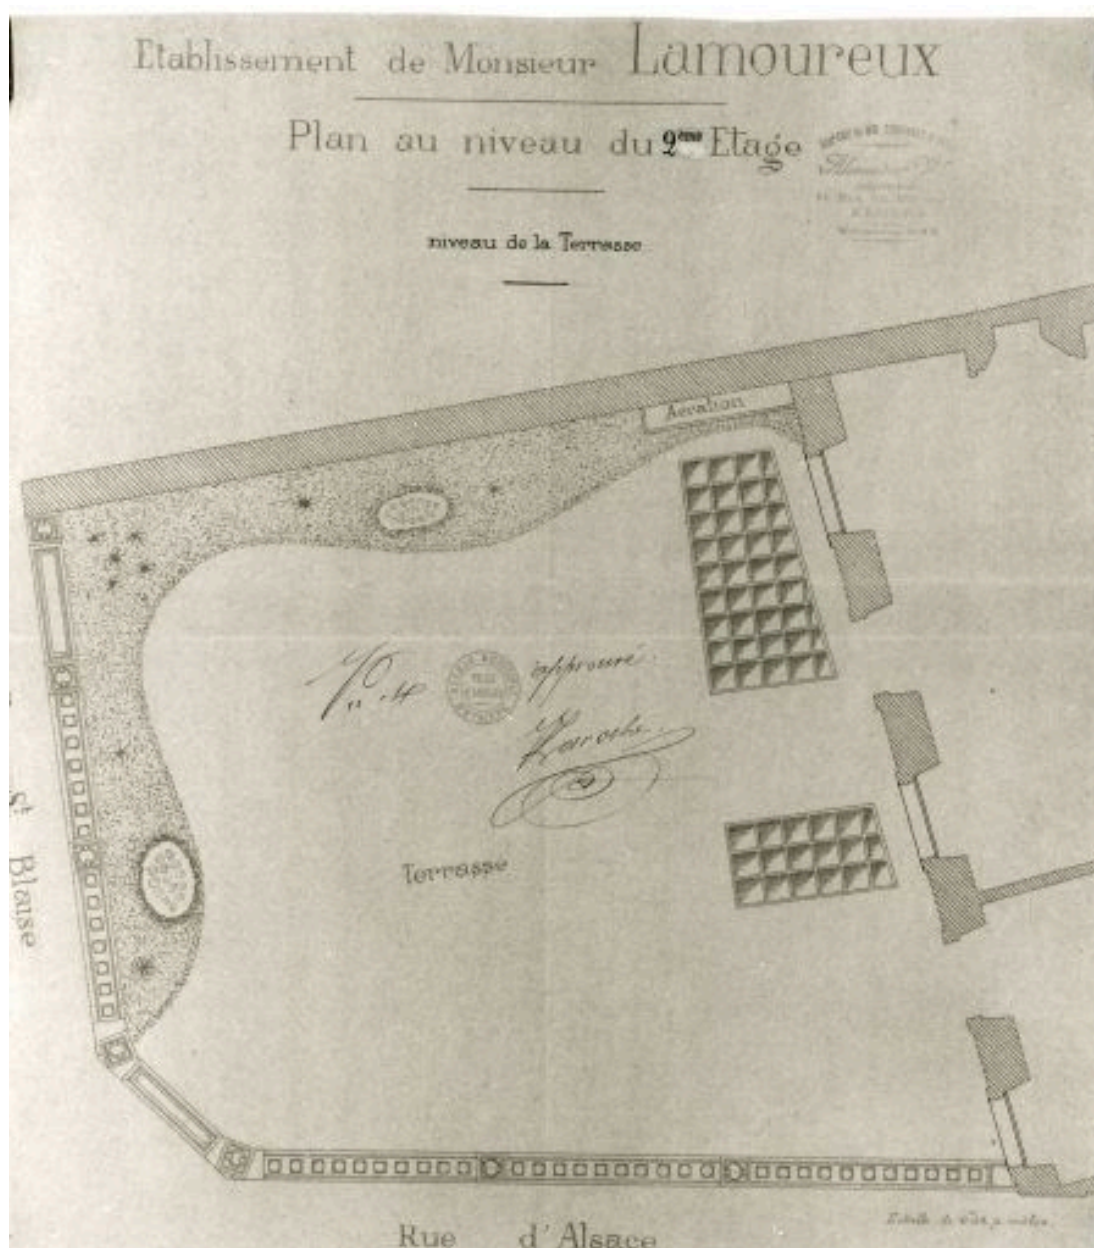 Etablissement de Monsieur Lamoureux
Plan au niveau du 2ème Etage
niveau de la Terrasse
Aération
Vu et approuvé
Terrasse
St Blaise
Rue d'Alsace